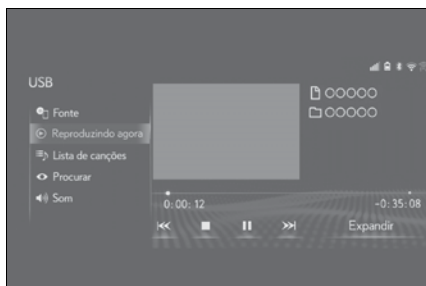 USB
Fonte
Reproduzindo agora
Lista de canções
Procurar
Som
OOOOO
OOOOO
0:00:12
-0:35:08
Expandir